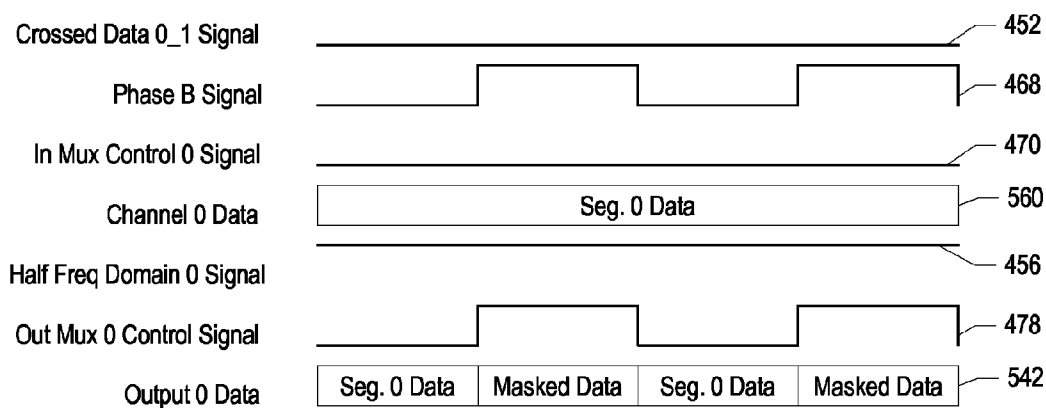 Crossed Data 0_1 Signal 452
Phase B Signal 468
In Mux Control 0 Signal 470
Channel 0 Data Seg. 0 Data 560
Half Freq Domain 0 Signal 456
Out Mux 0 Control Signal 478
Output 0 Data Seg. 0 Data Masked Data Seg. 0 Data Masked Data 542